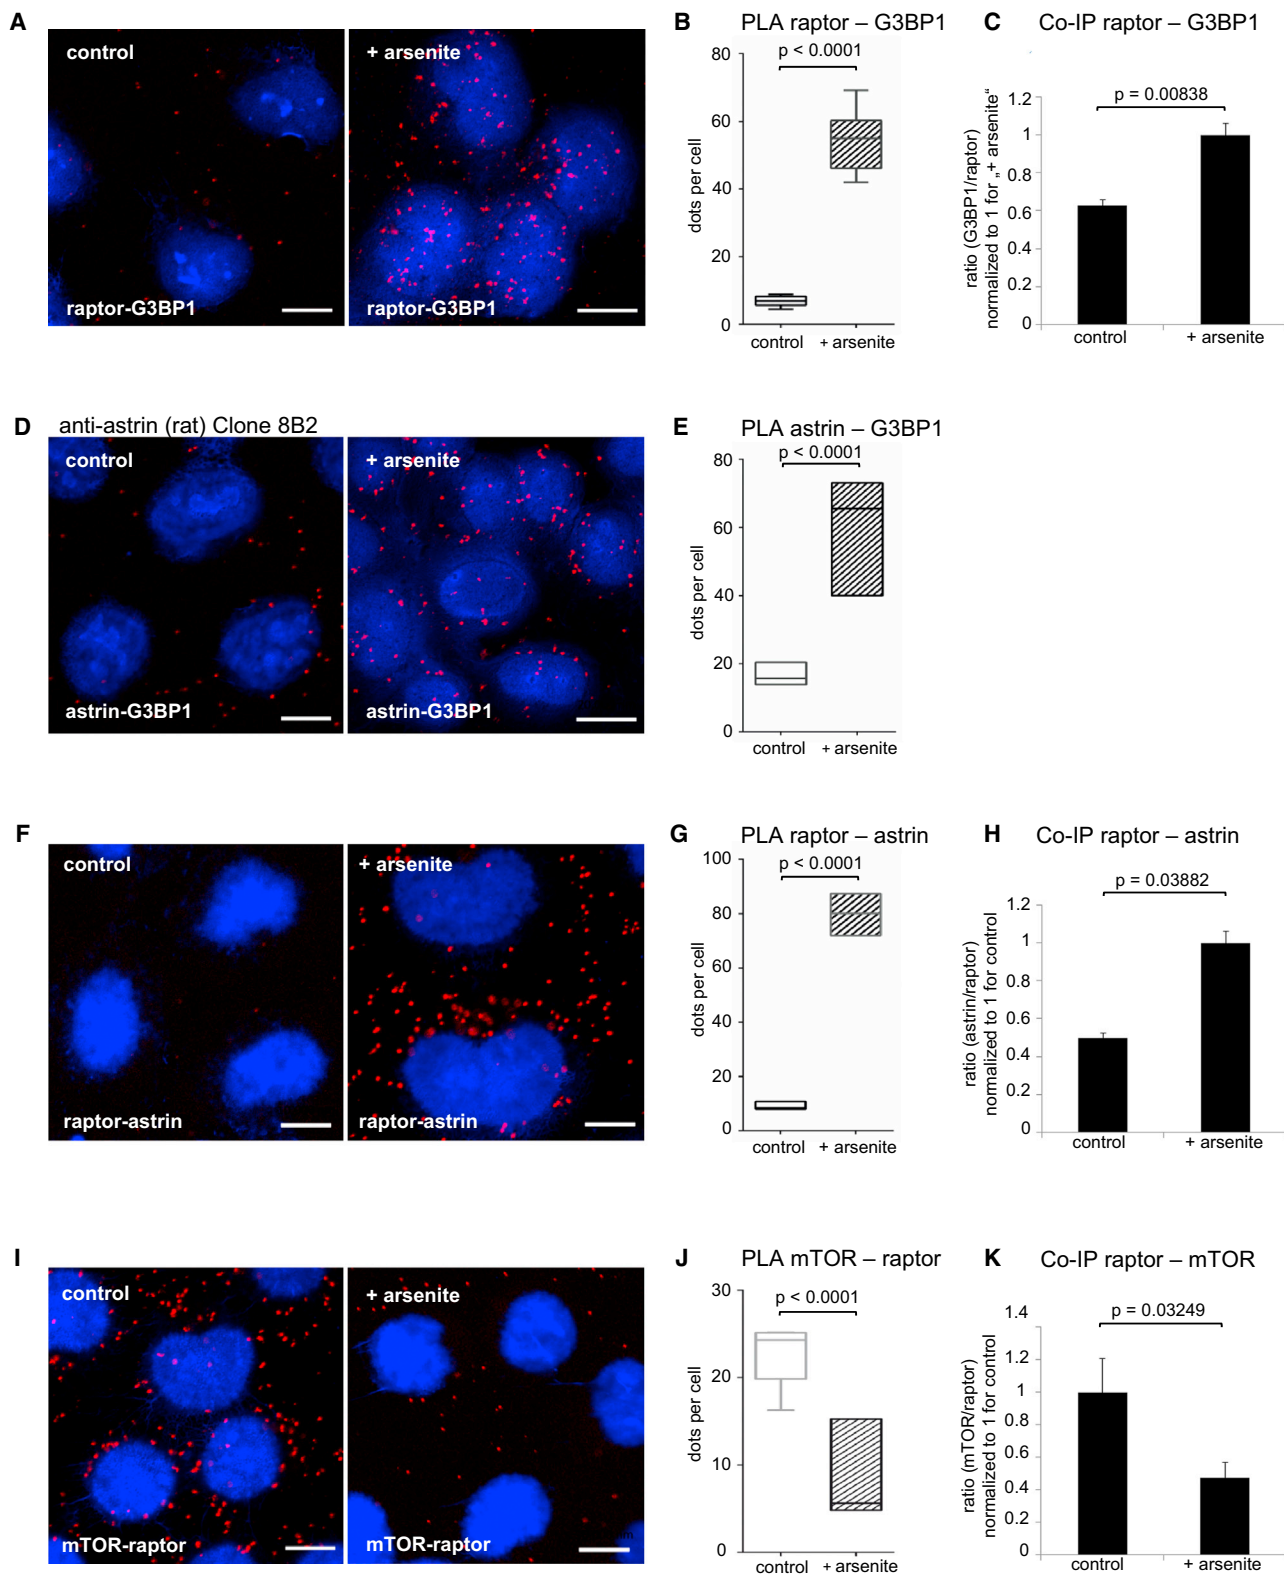 A
control
+ arsenite
raptor-G3BP1
raptor-G3BP1
B
PLA raptor – G3BP1
p < 0.0001
dots per cell
80
60
40
20
0
control
+ arsenite
C
Co-IP raptor – G3BP1
p = 0.00838
ratio (G3BP1/raptor)
normalized to 1 for „+ arsenite“
1.2
1
0.8
0.6
0.4
0.2
0
control
+ arsenite
D
anti-astrin (rat) Clone 8B2
control
+ arsenite
astrin-G3BP1
astrin-G3BP1
E
PLA astrin – G3BP1
p < 0.0001
dots per cell
80
60
40
20
0
control
+ arsenite
F
control
+ arsenite
raptor-astrin
raptor-astrin
G
PLA raptor – astrin
p < 0.0001
dots per cell
100
80
60
40
20
0
control
+ arsenite
H
Co-IP raptor – astrin
p = 0.03882
ratio (astrin/raptor)
normalized to 1 for control
1.2
1
0.8
0.6
0.4
0.2
0
control
+ arsenite
I
control
+ arsenite
mTOR-raptor
mTOR-raptor
J
PLA mTOR – raptor
p < 0.0001
dots per cell
30
20
10
0
control
+ arsenite
K
Co-IP raptor – mTOR
p = 0.03249
ratio (mTOR/raptor)
normalized to 1 for control
1.4
1.2
1
0.8
0.6
0.4
0.2
0
control
+ arsenite